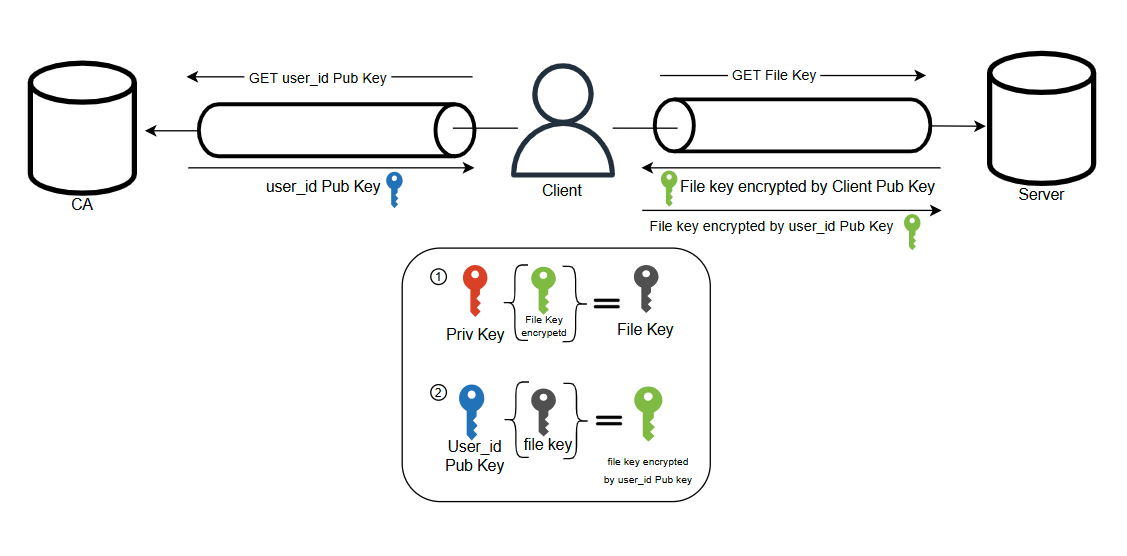 GET user_id Pub Key
GET File Key
user_id Pub Key
CA
Client
File key encrypted by Client Pub Key
Server
File key encrypted by user_id Pub Key
1
Priv Key
File Key
encrypetd
File Key
2
User_id
Pub Key
file key
file key encrypted
by user_id Pub key